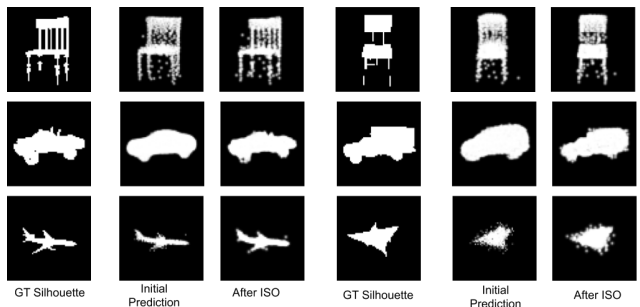 GT Silhouette
Initial
Prediction
After ISO
GT Silhouette
Initial
Prediction
After ISO